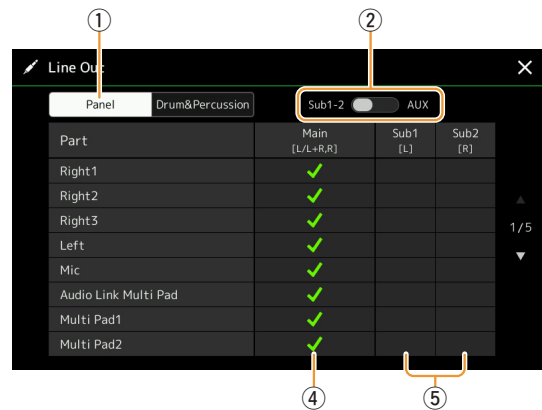 ① ②
Line Out
Panel Drum&Percussion Sub1-2 AUX
Part Main Sub1 Sub2
[L/L+R,R] [L] [R]
Right1
Right2
Right3
1/5
Left
Mic
Audio Link Multi Pad
Multi Pad1
Multi Pad2
④ ⑤